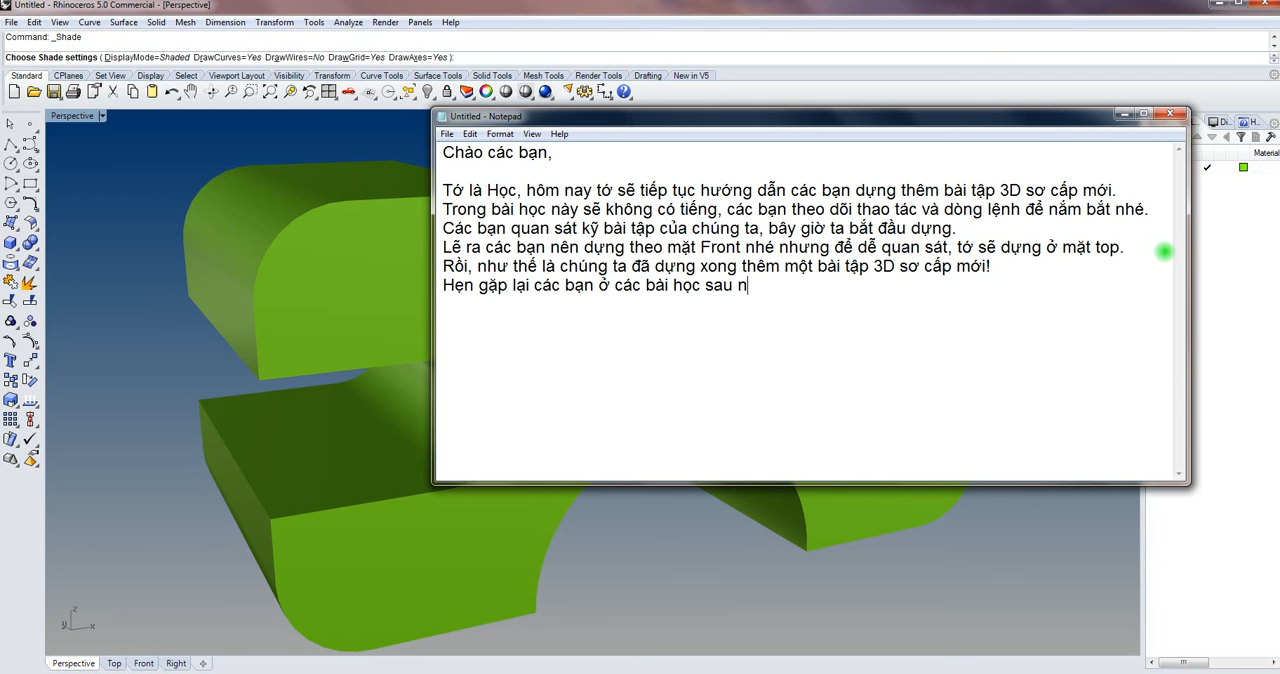 Untitled - Rhinoceros 5.0 Commercial - [Perspective]
File Edit View Curve Surface Solid Mesh Dimension Transform Tools Analyze Render Panels Help
Command: _Shade
Choose Shade settings ( DisplayMode=Shaded DrawCurves=Yes DrawWires=No DrawGrid=Yes DrawAxes=Yes ):
Standard CPlanes Set View Display Select Viewport Layout Visibility Transform Curve Tools Surface Tools Solid Tools Mesh Tools Render Tools Drafting New in V5
Perspective
Untitled - Notepad
File Edit Format View Help
Chào các bạn,
Tớ là Học, hôm nay tớ sẽ tiếp tục hướng dẫn các bạn dựng thêm bài tập 3D sơ cấp mới.
Trong bài học này sẽ không có tiếng, các bạn theo dõi thao tác và dòng lệnh để nắm bắt nhé.
Các bạn quan sát kỹ bài tập của chúng ta, bây giờ ta bắt đầu dựng.
Lẽ ra các bạn nên dựng theo mặt Front nhé nhưng để dễ quan sát, tớ sẽ dựng ở mặt top.
Rồi, như thế là chúng ta đã dựng xong thêm một bài tập 3D sơ cấp mới!
Hẹn gặp lại các bạn ở các bài học sau n
L... Di... H...
Material
z
y x
Perspective Top Front Right